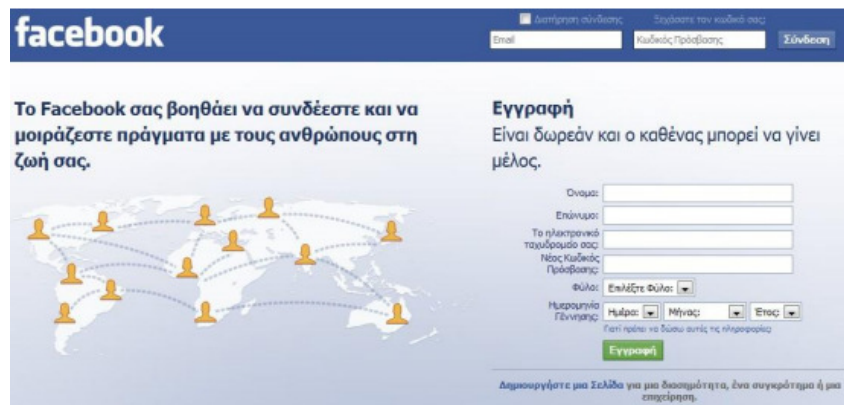 facebook
Διατήρηση σύνδεσης Ξεχάσατε τον κωδικό σας;
Email Κωδικός Πρόσβασης Σύνδεση
Το Facebook σας βοηθάει να συνδέεστε και να
μοιράζεστε πράγματα με τους ανθρώπους στη
ζωή σας.
Εγγραφή
Είναι δωρεάν και ο καθένας μπορεί να γίνει
μέλος.
Όνομα:
Επώνυμο:
Το ηλεκτρονικό
ταχυδρομείο σας:
Νέος Κωδικός
Πρόσβασης:
Φύλο: Επιλέξτε Φύλο:
Ημερομηνία
Γέννησης: Ημέρα: Μήνας: Έτος:
Γιατί πρέπει να δώσω αυτές τις πληροφορίες;
Εγγραφή
Δημιουργήστε μια Σελίδα για μια διασημότητα, ένα συγκρότημα ή μια
επιχείρηση.